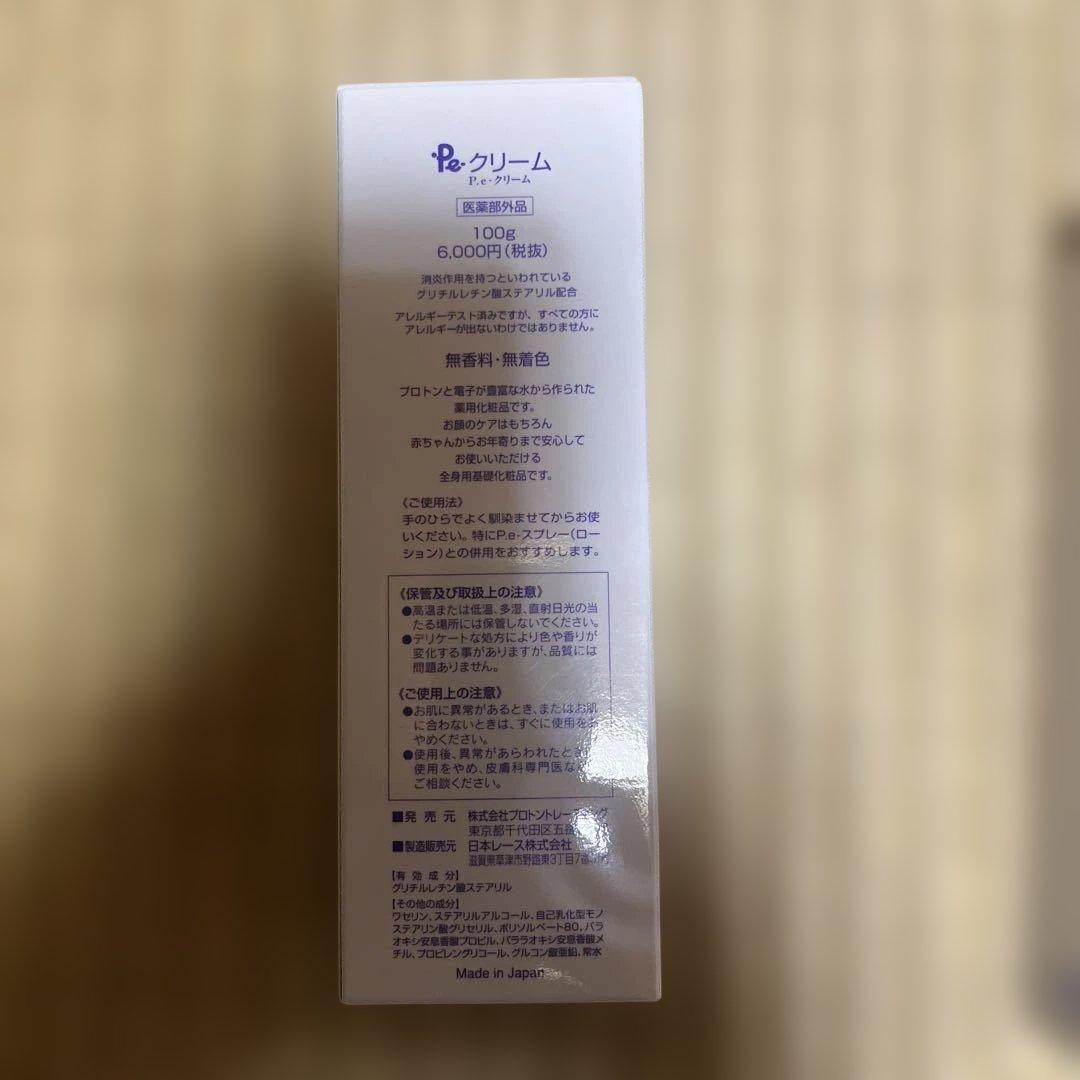 ・Pe・クリーム
P.e-クリーム
医薬部外品
100g
6,000円(税抜)
消炎作用を持つといわれている
グリチルレチン酸ステアリル配合
アレルギーテスト済みですが、すべての方に
アレルギーが出ないわけではありません。
無香料・無着色
プロトンと電子が豊富な水から作られた
薬用化粧品です。
お顔のケアはもちろん
赤ちゃんからお年寄りまで安心して
お使いいただける
全身用基礎化粧品です。
《ご使用法》
手のひらでよく馴染ませてからお使
いください。特にP.e-スプレー(ロー
ション)との併用をおすすめします。
《保管及び取扱上の注意》
●高温または低温、多湿、直射日光の当
たる場所には保管しないでください。
●デリケートな処方により色や香りが
変化する事がありますが、品質には
問題ありません。
《ご使用上の注意》
●お肌に異常があるとき、またはお肌
に合わないときは、すぐに使用をお
やめください。
●使用後、異常があらわれたとき
使用をやめ、皮膚科専門医な
ご相談ください。
■発売元 株式会社プロトントレ
東京都千代田区五
■製造販売元 日本レース株式会社
滋賀県草津市野路東3丁目7番
【有効成分】
グリチルレチン酸ステアリル
【その他の成分】
ワセリン、ステアリルアルコール、自己乳化型モノ
ステアリン酸グリセリル、ポリソルベート80、パラ
オキシ安息香酸プロピル、パララオキシ安息香酸メ
チル、プロピレングリコール、グルコン酸亜鉛、常水
Made in Japan